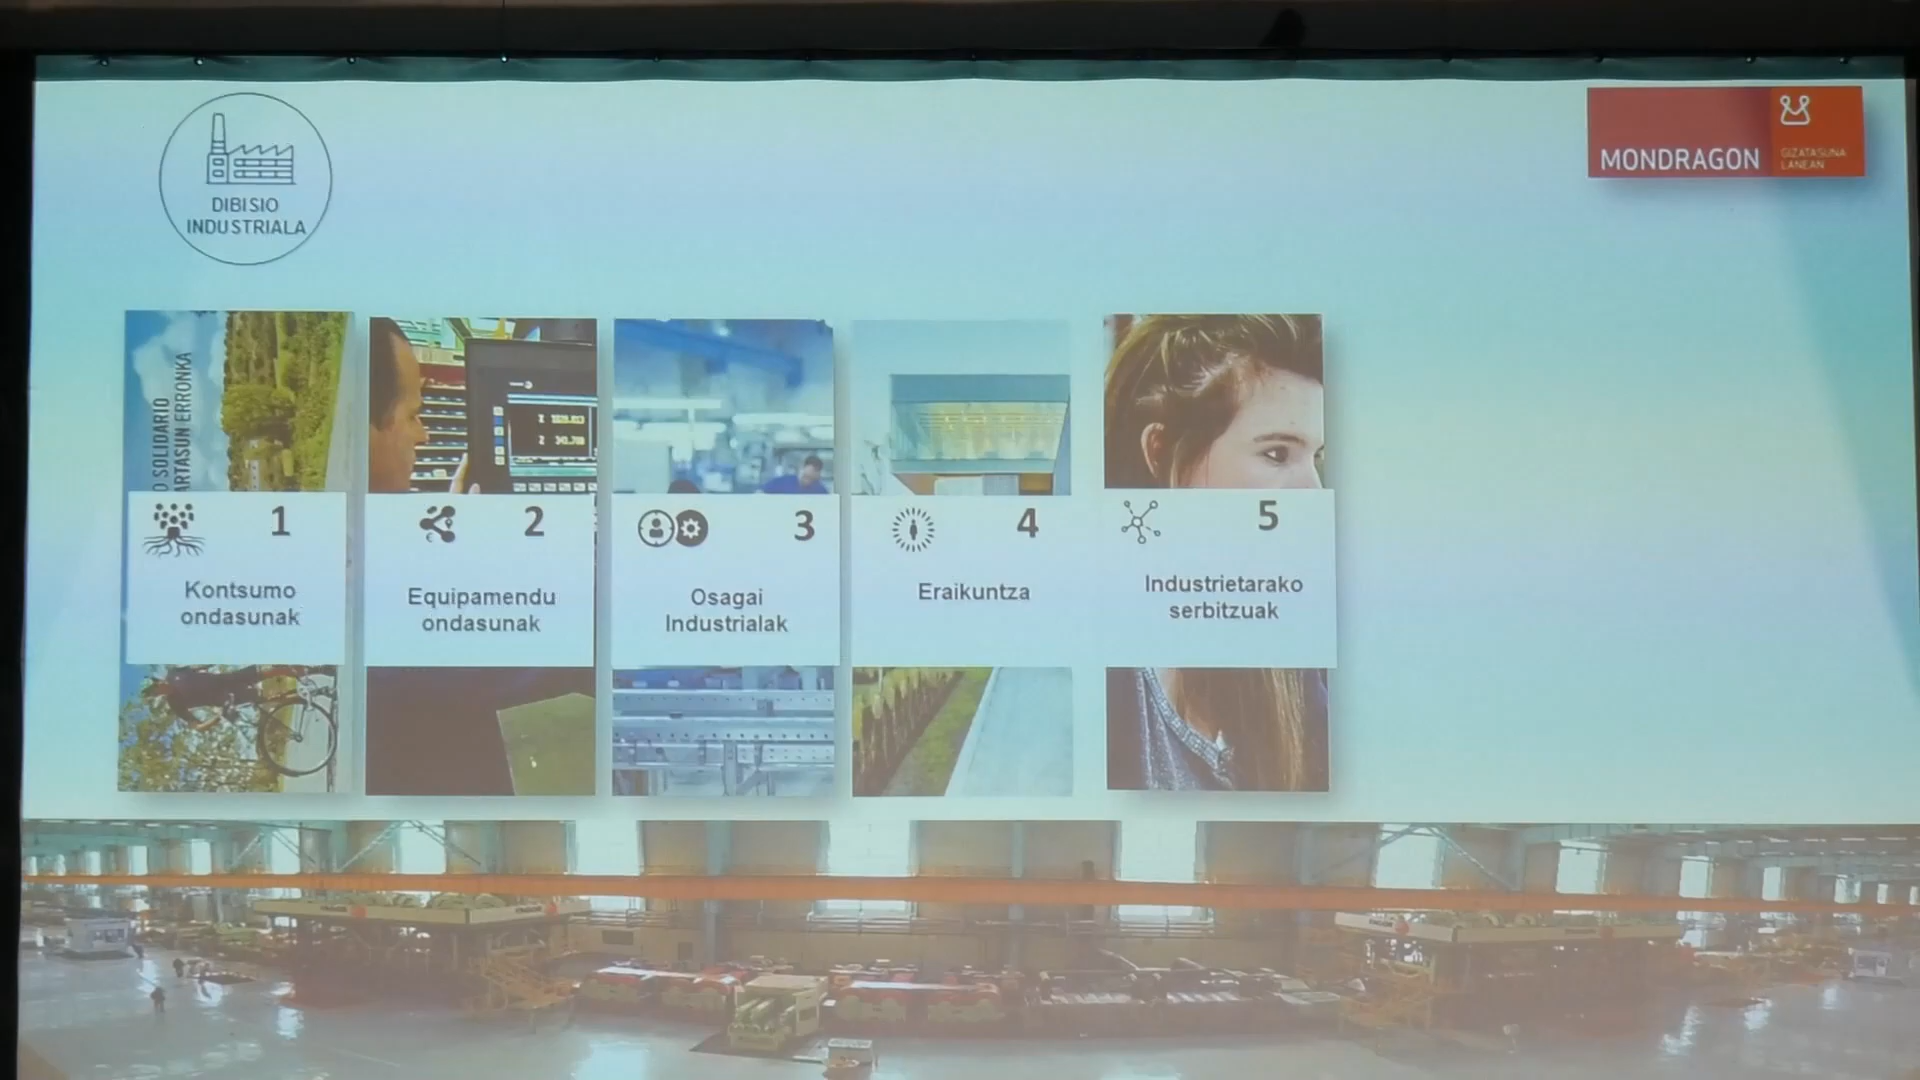 DIBISIO
INDUSTRIALA
MONDRAGON
GIZATASUNA
LANEAN
O SOLIDARIO
ARTASUN ERRONKA
1
Kontsumo
ondasunak
2
Equipamendu
ondasunak
3
Osagai
Industrialak
4
Eraikuntza
5
Industrietarako
serbitzuak